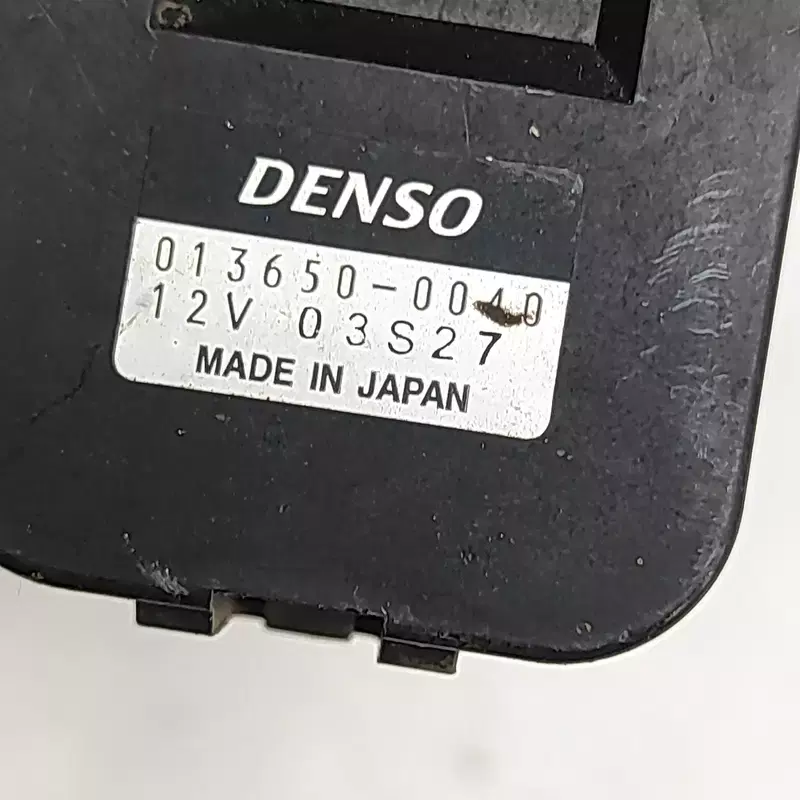 DENSO
013650-0040
12V 03S27
MADE IN JAPAN